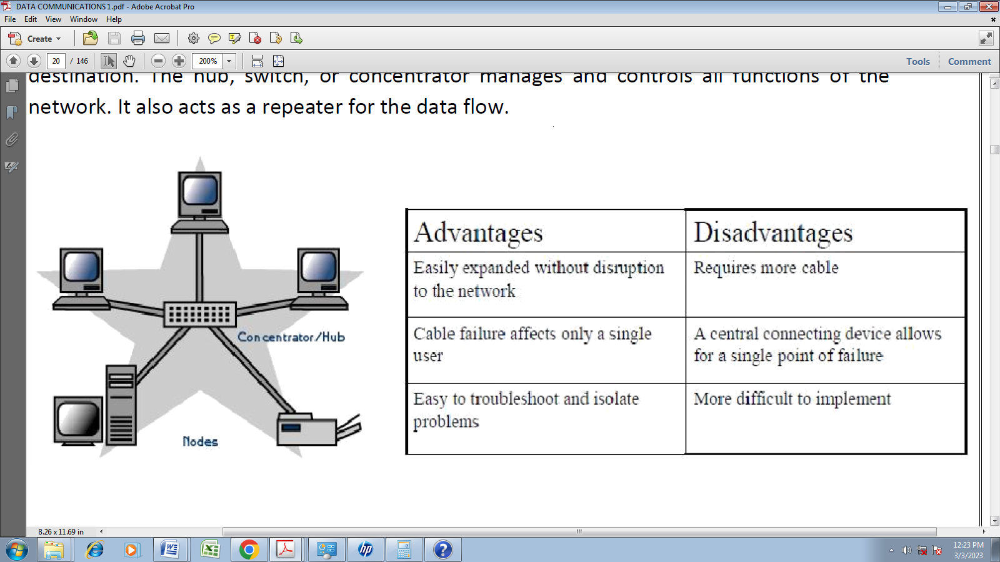 DATA COMMUNICATIONS 1.pdf - Adobe Acrobat Pro
File Edit View Window Help
Create
20 / 146 200% Tools Comment
destination. The hub, switch, or concentrator manages and controls all functions of the
network. It also acts as a repeater for the data flow.
Concentrator/Hub
Nodes
Advantages Disadvantages
Easily expanded without disruption
to the network
Requires more cable
Cable failure affects only a single
user
A central connecting device allows
for a single point of failure
Easy to troubleshoot and isolate
problems
More difficult to implement
8.26 x 11.69 in
12:23 PM
3/3/2023